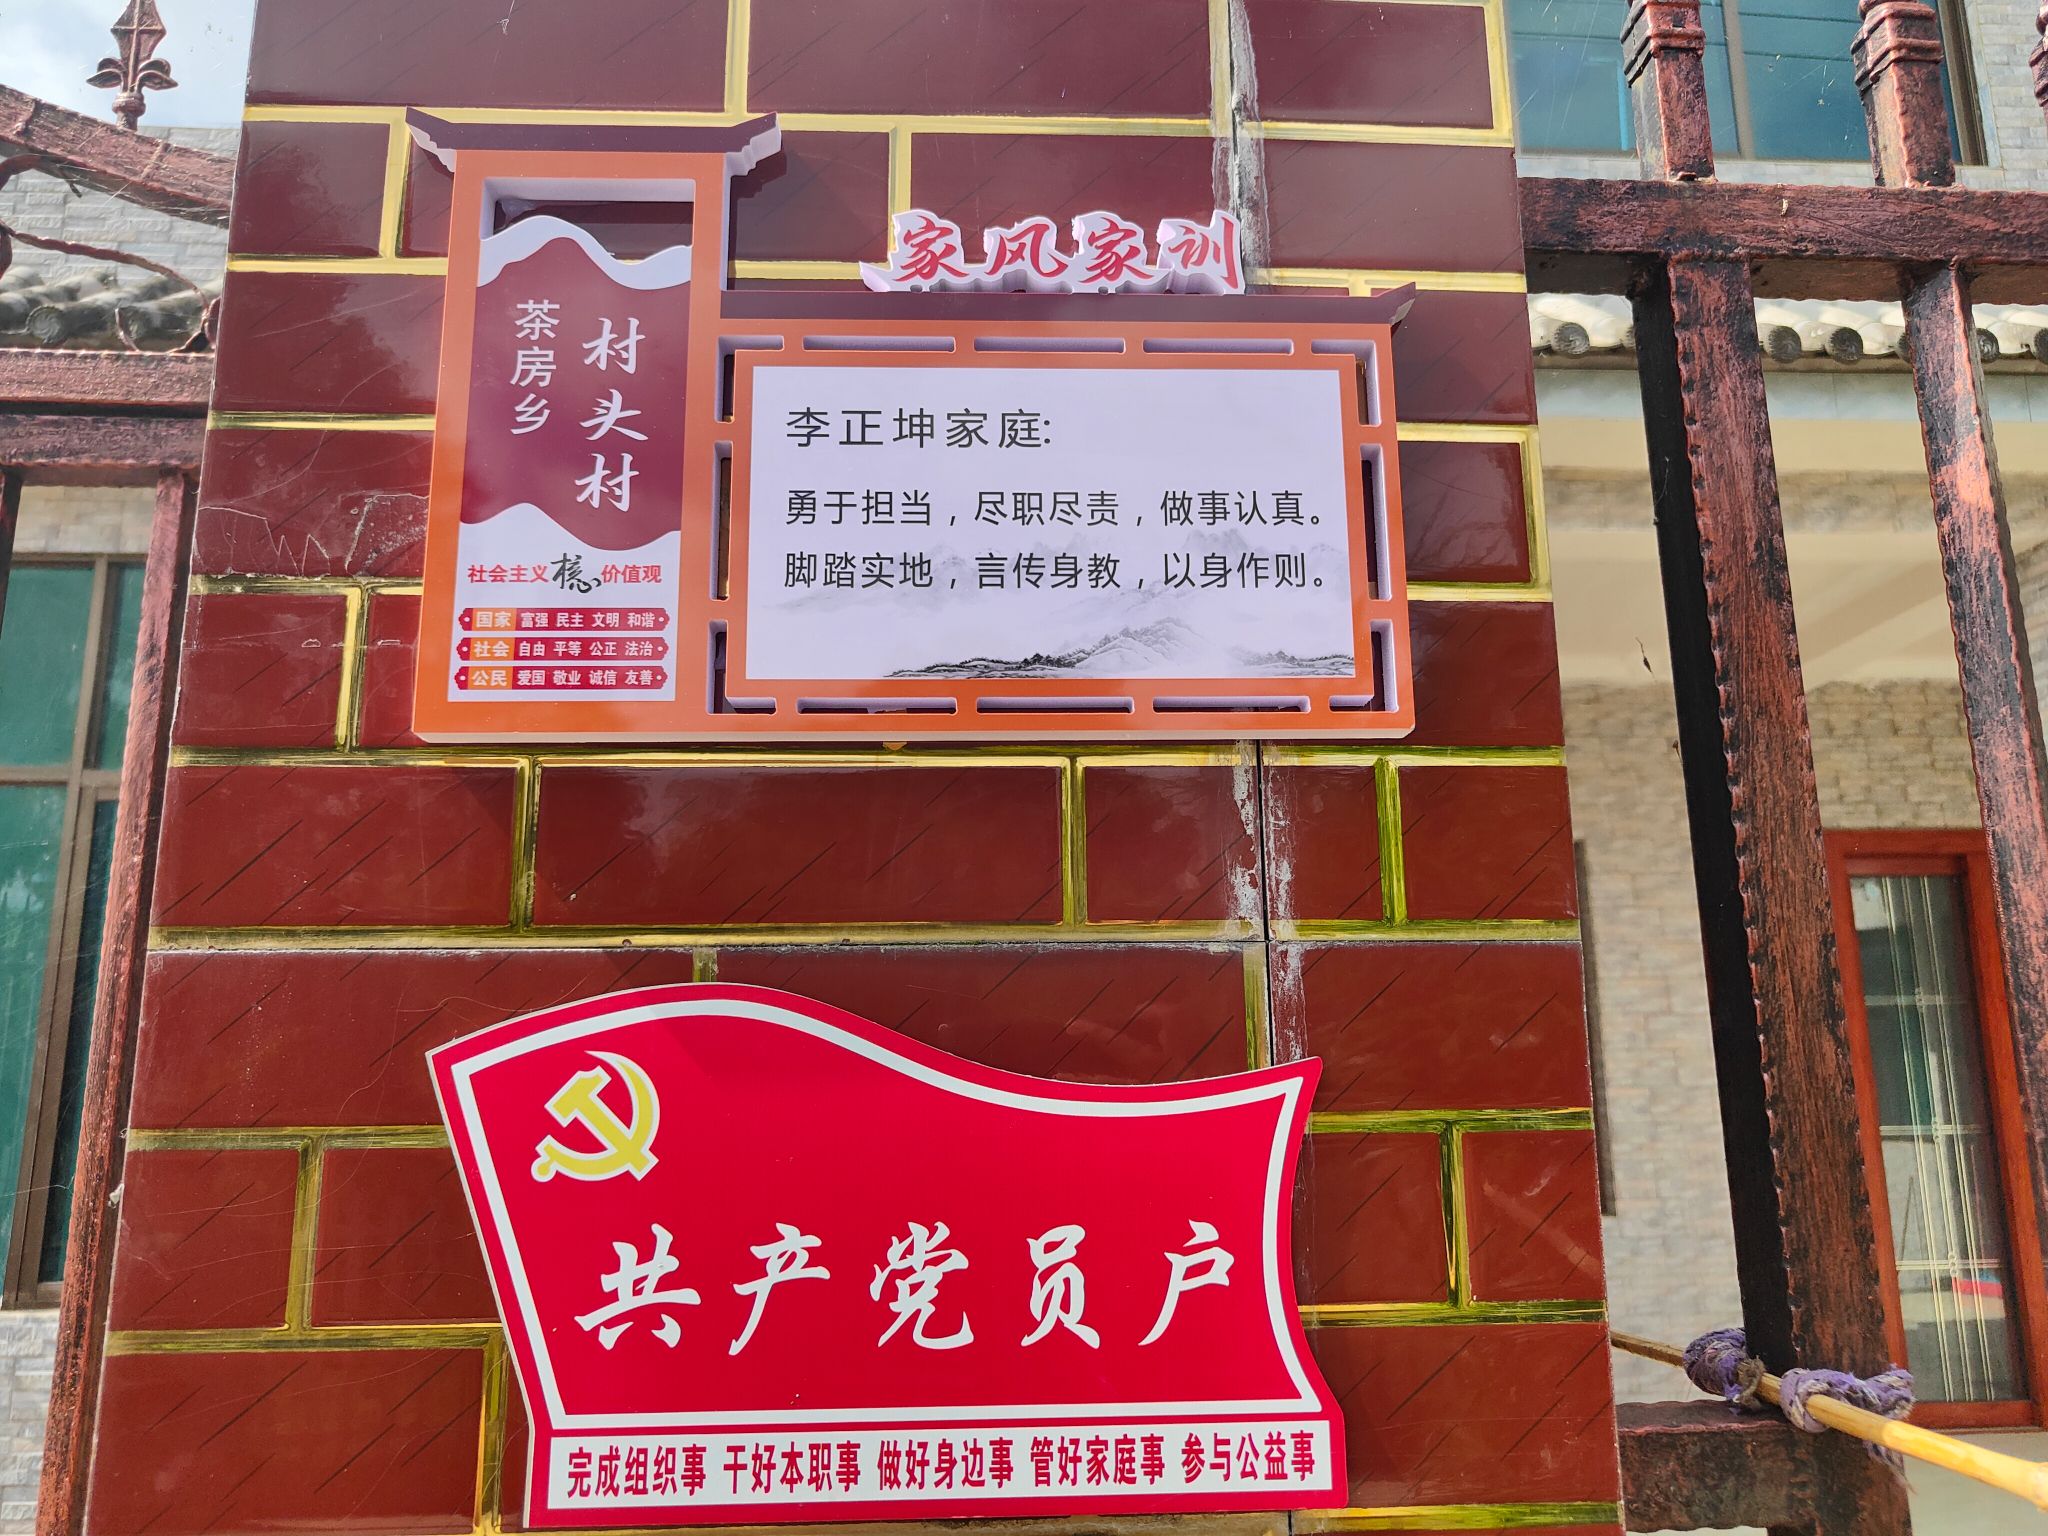 家风家训
茶房乡
村头村
社会主义核心价值观
国家 富强 民主 文明 和谐
社会 自由 平等 公正 法治
公民 爱国 敬业 诚信 友善
李正坤家庭:
勇于担当，尽职尽责，做事认真。
脚踏实地，言传身教，以身作则。
共产党员户
完成组织事 干好本职事 做好身边事 管好家庭事 参与公益事